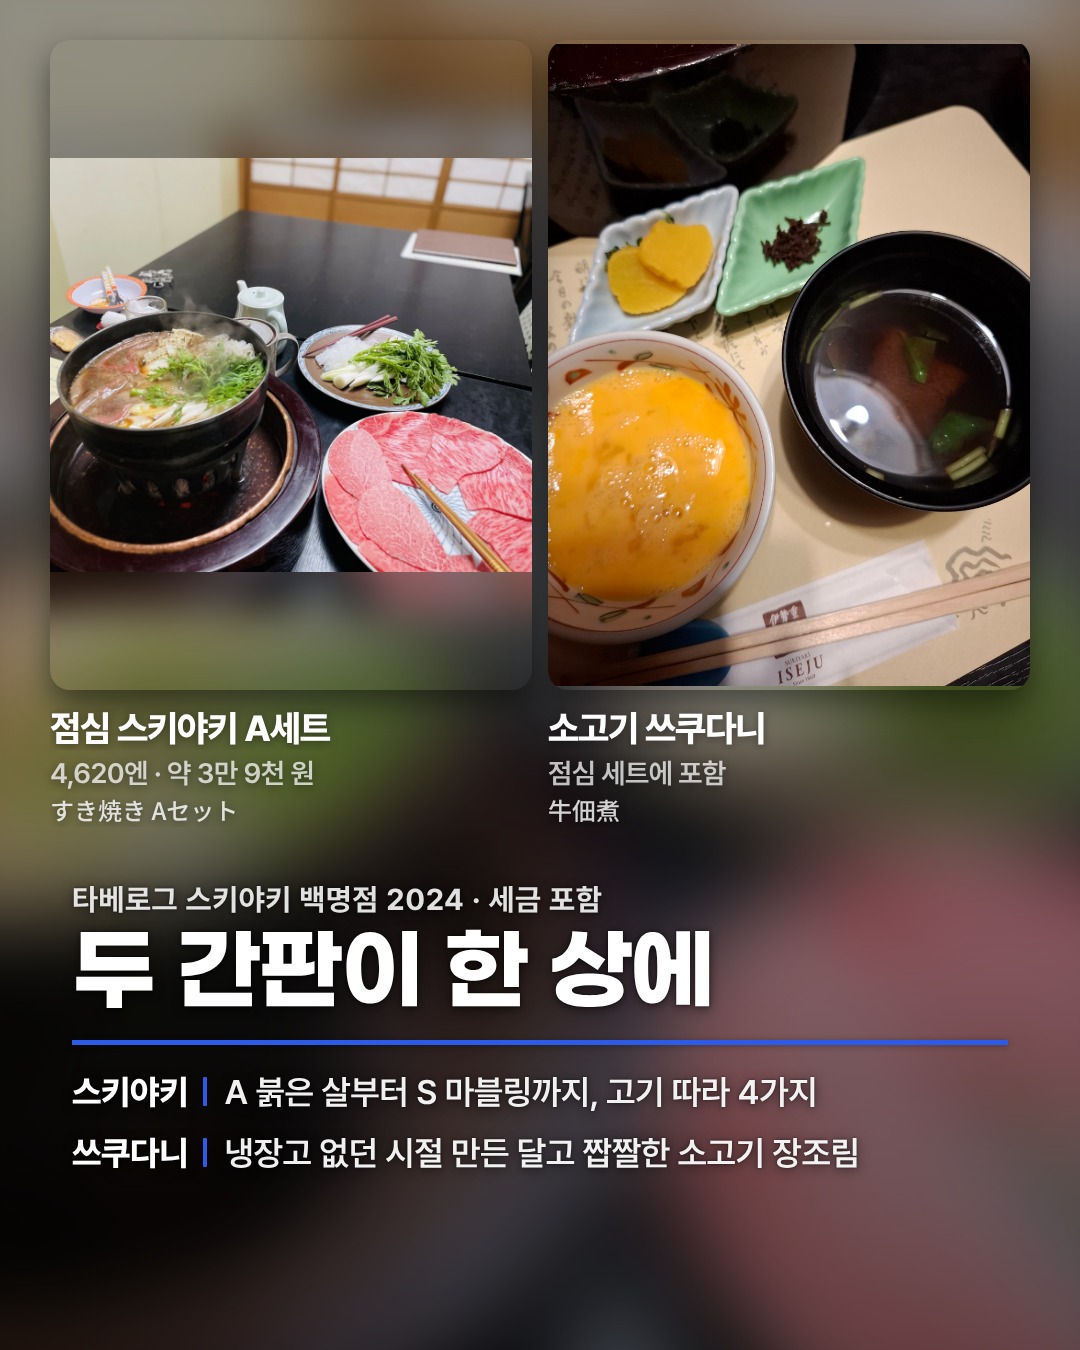 伊勢重
SUKIYAKI
ISEJU
점심 스키야키 A세트
4,620엔 · 약 3만 9천 원
すき焼き Aセット
소고기 쓰쿠다니
점심 세트에 포함
牛佃煮
타베로그 스키야키 백명점 2024 · 세금 포함
두 간판이 한 상에
스키야키 | A 붉은 살부터 S 마블링까지, 고기 따라 4가지
쓰쿠다니 | 냉장고 없던 시절 만든 달고 짭짤한 소고기 장조림